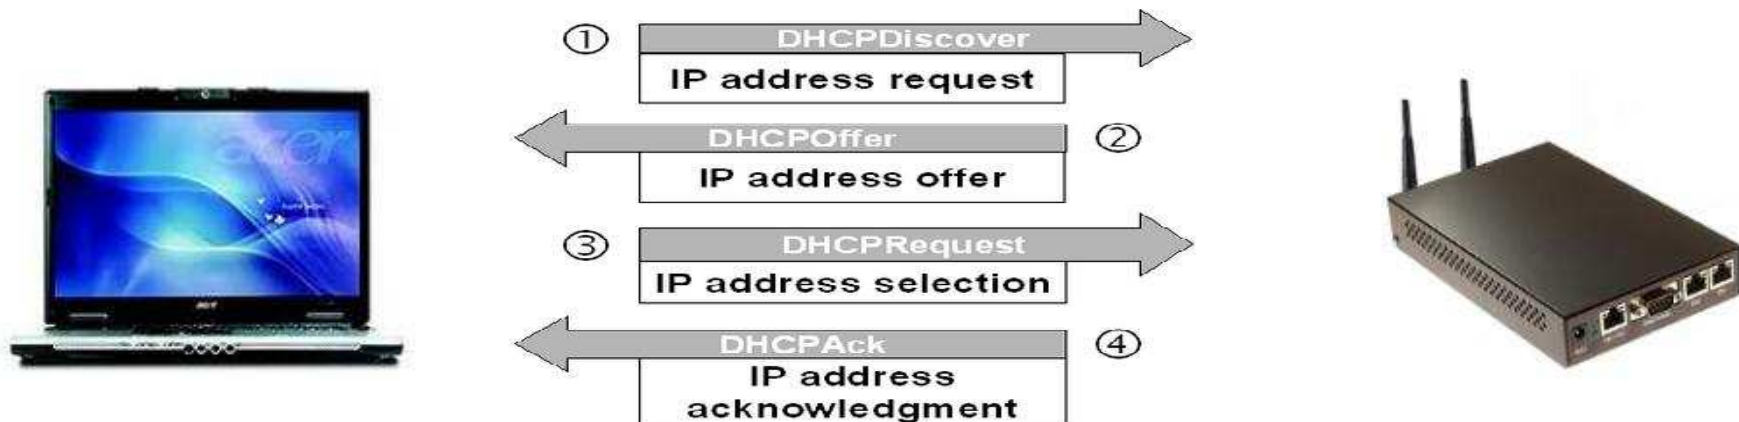 ① DHCPDiscover
IP address request
DHCPOffer ②
IP address offer
③ DHCPRequest
IP address selection
DHCPAck ④
IP address
acknowledgment
acer
acer